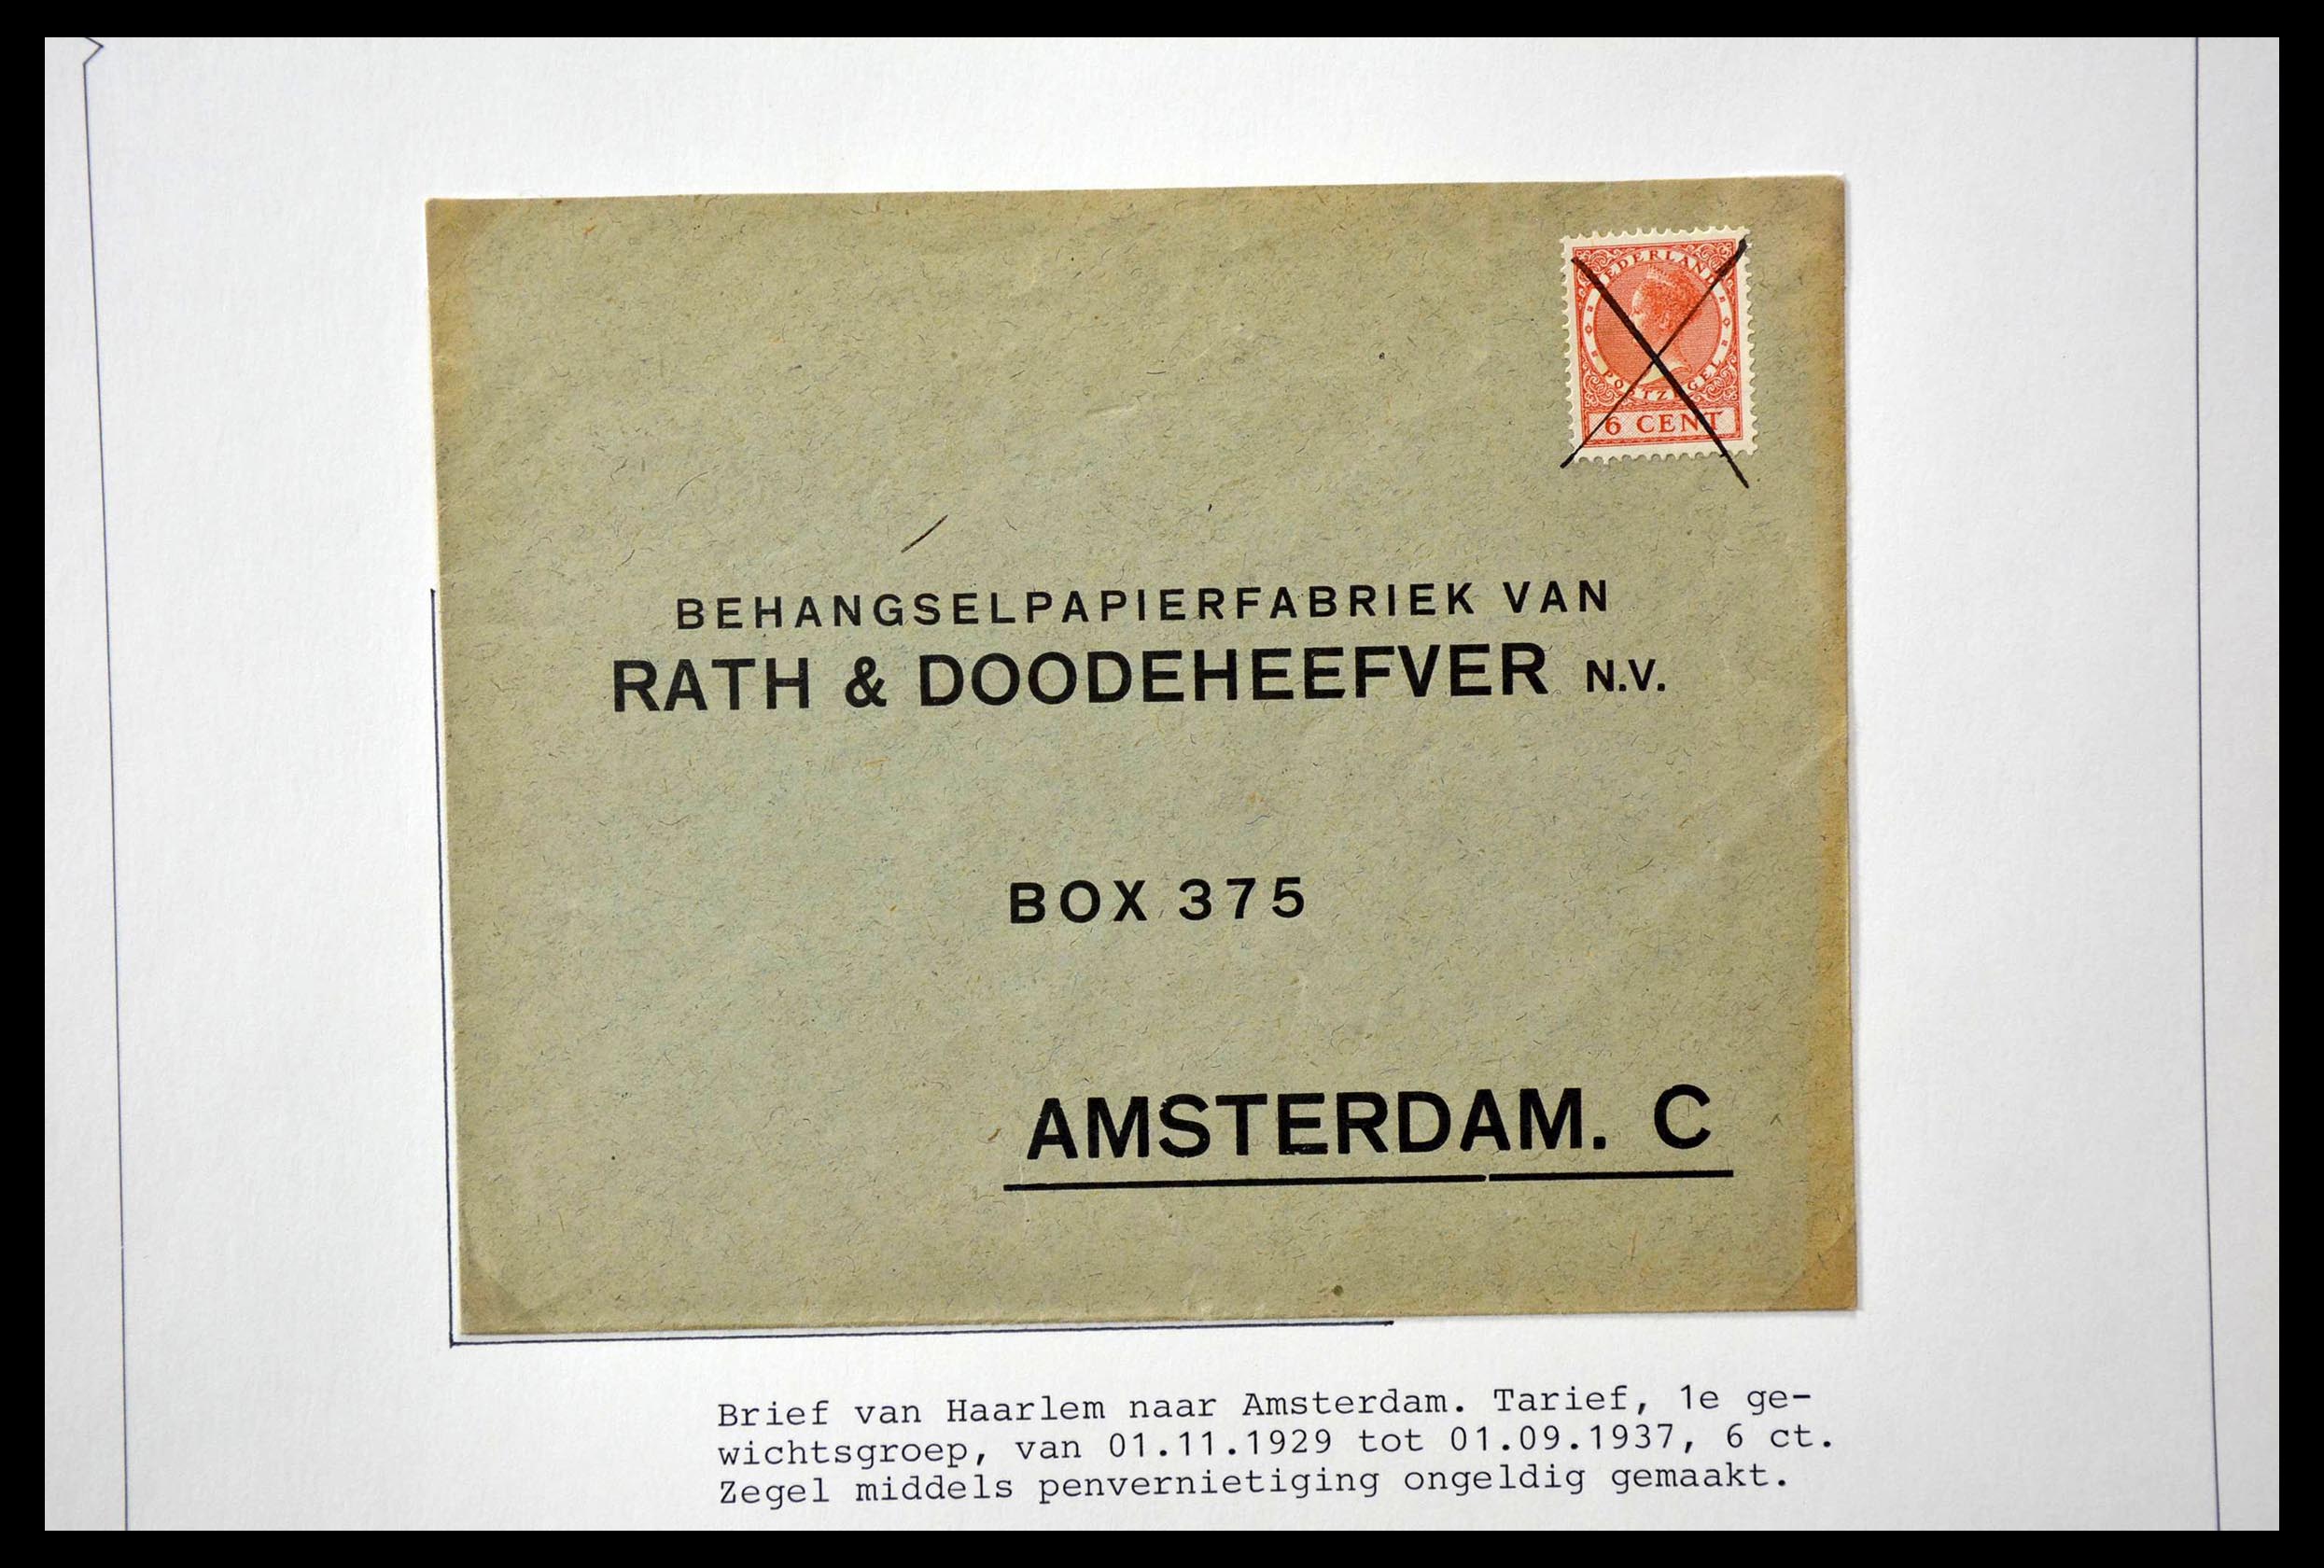 NEDERLAND
POSTZEGEL
6 CENT
BEHANGSELPAPIERFABRIEK VAN
RATH & DOODEHEEFVER N.V.
BOX 375
AMSTERDAM. C
Brief van Haarlem naar Amsterdam. Tarief, 1e ge-
wichtsgroep, van 01.11.1929 tot 01.09.1937, 6 ct.
Zegel middels penvernietiging ongeldig gemaakt.